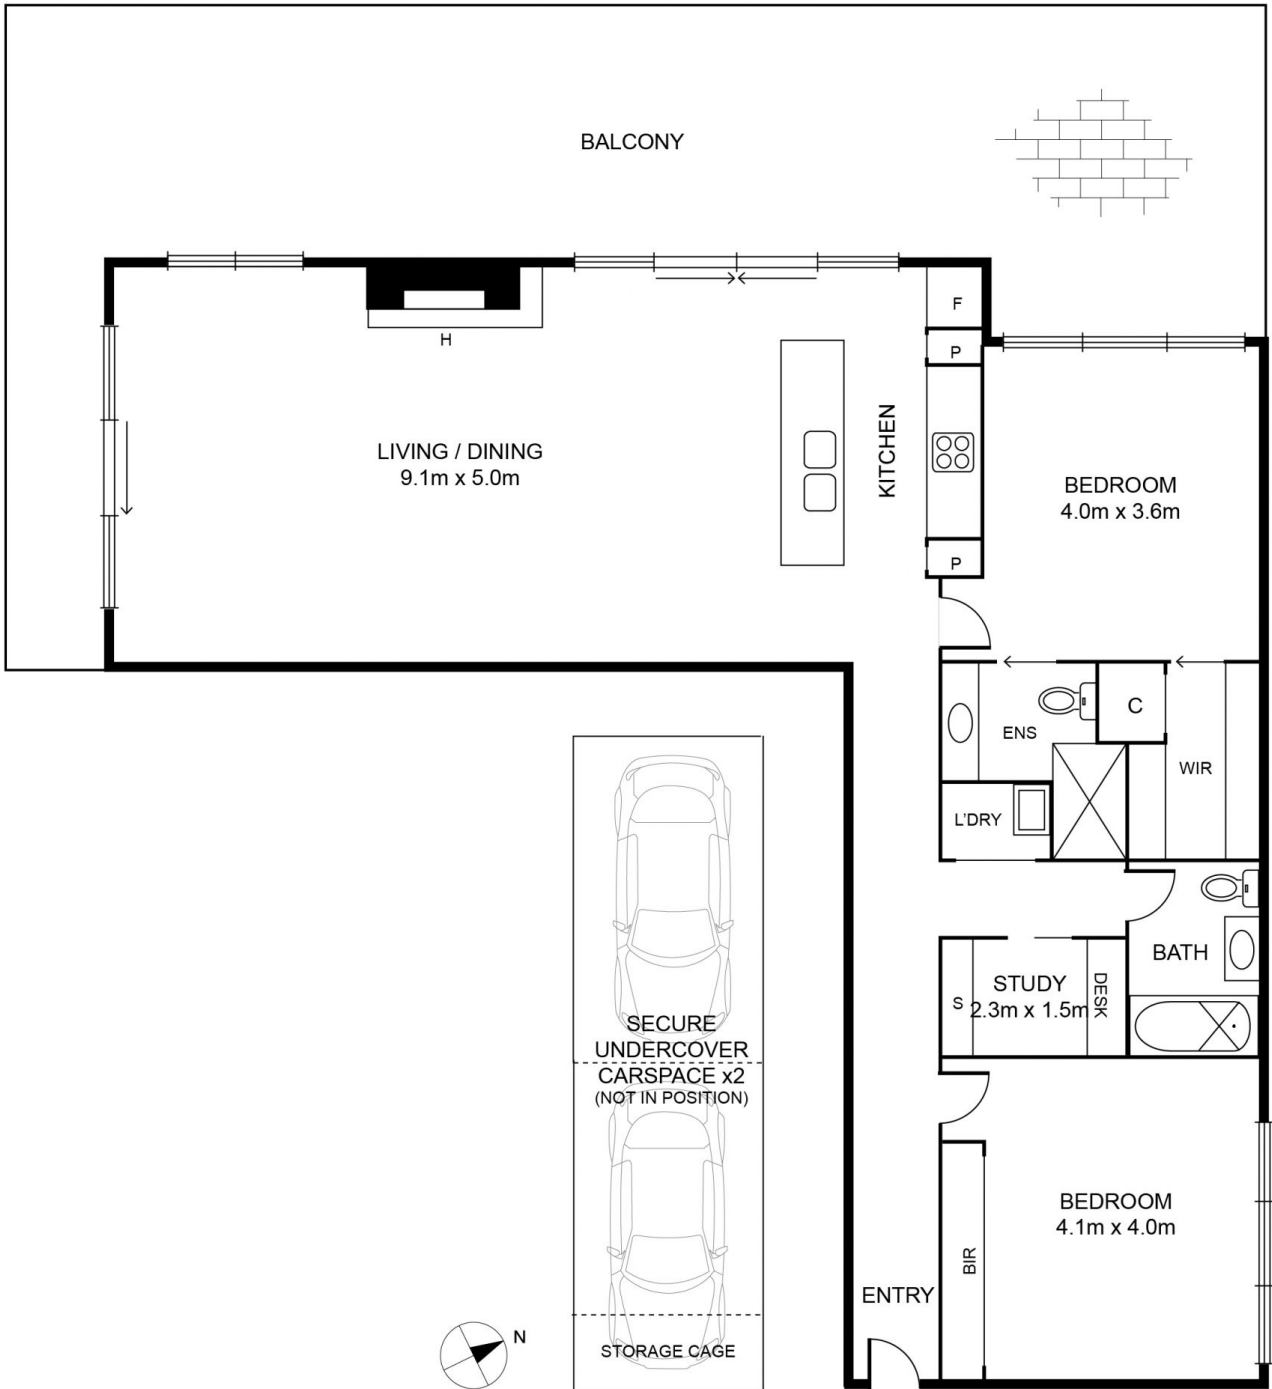 BALCONY
F
P
H
LIVING / DINING
9.1m x 5.0m
KITCHEN
BEDROOM
4.0m x 3.6m
P
C
ENS
WIR
L'DRY
BATH
STUDY
2.3m x 1.5m
S
DESK
SECURE
UNDERCOVER
CARSPACE x2
(NOT IN POSITION)
BEDROOM
4.1m x 4.0m
BIR
ENTRY
N
STORAGE CAGE